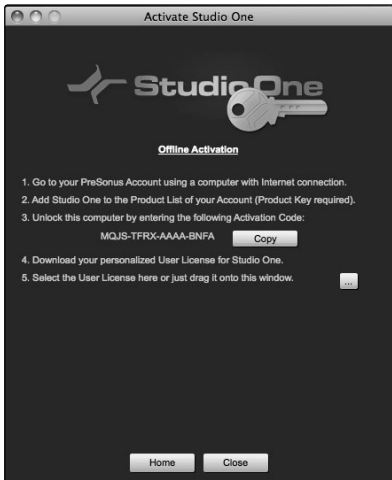 Activate Studio One
Studio One
Offline Activation
1. Go to your PreSonus Account using a computer with Internet connection.
2. Add Studio One to the Product List of your Account (Product Key required).
3. Unlock this computer by entering the following Activation Code:
MQJS-TFRX-AAAA-BNFA Copy
4. Download your personalized User License for Studio One.
5. Select the User License here or just drag it onto this window. ...
Home Close